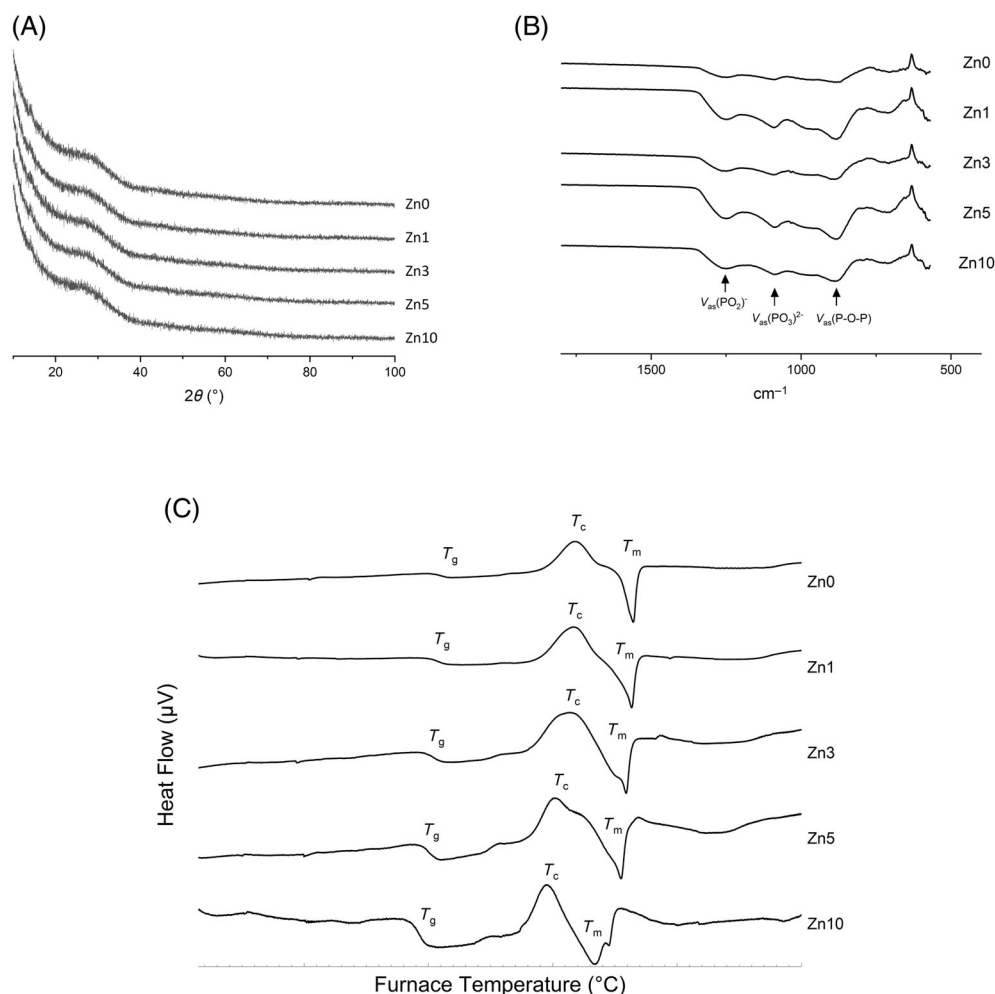 (A)
Zn0
Zn1
Zn3
Zn5
Zn10
20 40 60 80 100
2θ (°)
(B)
Zn0
Zn1
Zn3
Zn5
Zn10
Vas(PO2)-
Vas(PO3)2-
Vas(P-O-P)
1500 1000 500
cm–1
(C)
Tg Tc Tm Zn0
Tg Tc Tm Zn1
Tg Tc Tm Zn3
Tg Tc Tm Zn5
Tg Tc Tm Zn10
Heat Flow (µV)
Furnace Temperature (°C)